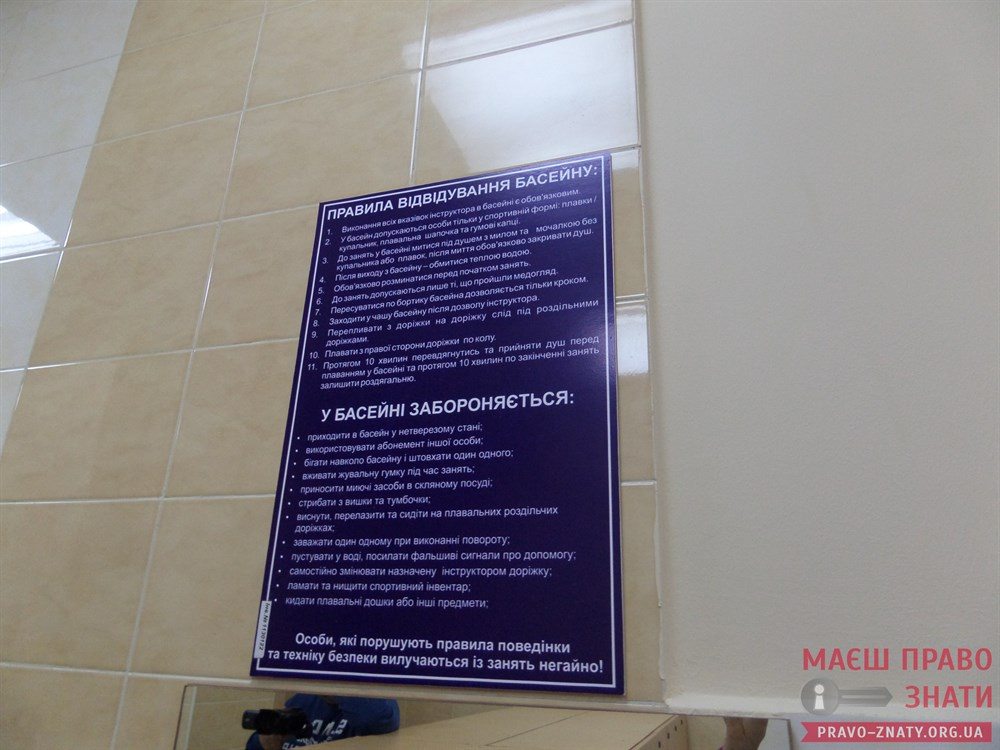 ПРАВИЛА ВІДВІДУВАННЯ БАСЕЙНУ:
1. Виконання всіх вказівок інструктора в басейні є обов'язковим.
2. У басейн допускаються особи тільки у спортивній формі: плавки /
купальник, плавальна шапочка та гумові капці.
3. До занять у басейні митися під душем з милом та мочалкою без
купальника або плавок, після миття обов'язково закривати душ.
4. Після виходу з басейну – обмитися теплою водою.
5. Обов'язково розминатися перед початком занять.
6. До занять допускаються лише ті, що пройшли медогляд.
7. Пересуватися по бортику басейна дозволяється тільки кроком.
8. Заходити у чашу басейну після дозволу інструктора.
9. Перепливати з доріжки на доріжку слід під роздільними
доріжками.
10. Плавати з правої сторони доріжки по колу.
11. Протягом 10 хвилин перевдягнутись та прийняти душ перед
плаванням у басейні та протягом 10 хвилин по закінченні занять
залишити роздягальню.
У БАСЕЙНІ ЗАБОРОНЯЄТЬСЯ:
• приходити в басейн у нетверезому стані;
• використовувати абонемент іншої особи;
• бігати навколо басейну і штовхати один одного;
• вживати жувальну гумку під час занять;
• приносити миючі засоби в скляному посуді;
• стрибати з вишки та тумбочки;
• виснути, перелазити та сидіти на плавальних роздільчих
доріжках;
• заважати один одному при виконанні повороту;
• пустувати у воді, посилати фальшиві сигнали про допомогу;
• самостійно змінювати назначену інструктором доріжку;
• ламати та нищити спортивний інвентар;
• кидати плавальні дошки або інші предмети;
Особи, які порушують правила поведінки
та техніку безпеки вилучаються із занять негайно!
МАЄШ ПРАВО
ЗНАТИ
PRAVO-ZNATY.ORG.UA